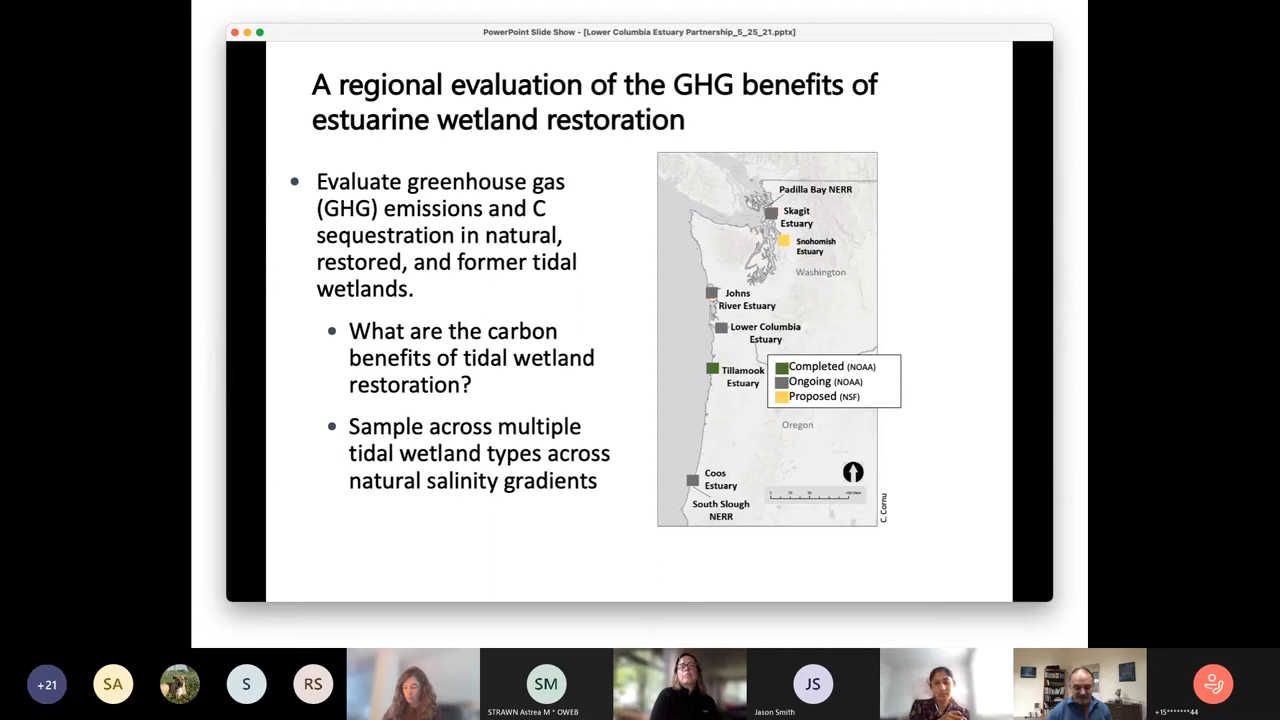 PowerPoint Slide Show - [Lower Columbia Estuary Partnership_5_25_21.pptx]
A regional evaluation of the GHG benefits of
estuarine wetland restoration
• Evaluate greenhouse gas
(GHG) emissions and C
sequestration in natural,
restored, and former tidal
wetlands.
• What are the carbon
benefits of tidal wetland
restoration?
• Sample across multiple
tidal wetland types across
natural salinity gradients
Padilla Bay NERR
Skagit
Estuary
Snohomish
Estuary
Washington
Johns
River Estuary
Lower Columbia
Estuary
Tillamook
Estuary
Completed (NOAA)
Ongoing (NOAA)
Proposed (NSF)
Oregon
Coos
Estuary
South Slough
NERR
C. Cornu
+21
SA
S
RS
SM
STRAWN Astrea M * OWEB
JS
Jason Smith
+15*******44